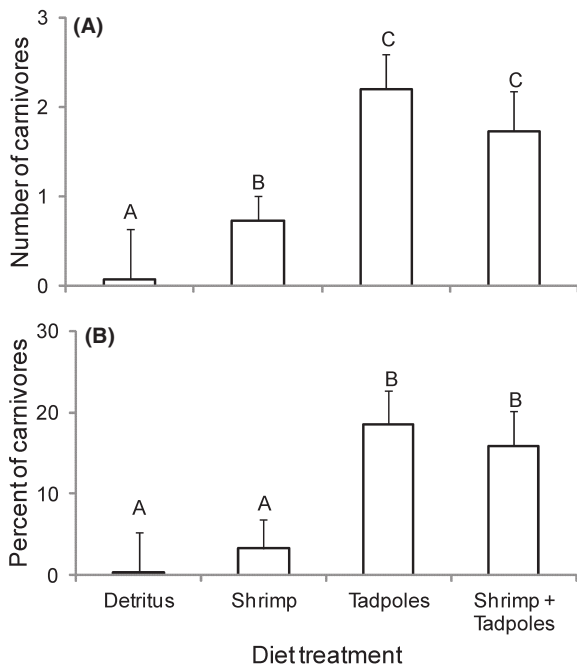 (A)
Number of carnivores
3
2
1
0
A
B
C
C
(B)
Percent of carnivores
30
20
10
0
A
A
B
B
Detritus
Shrimp
Tadpoles
Shrimp +
Tadpoles
Diet treatment